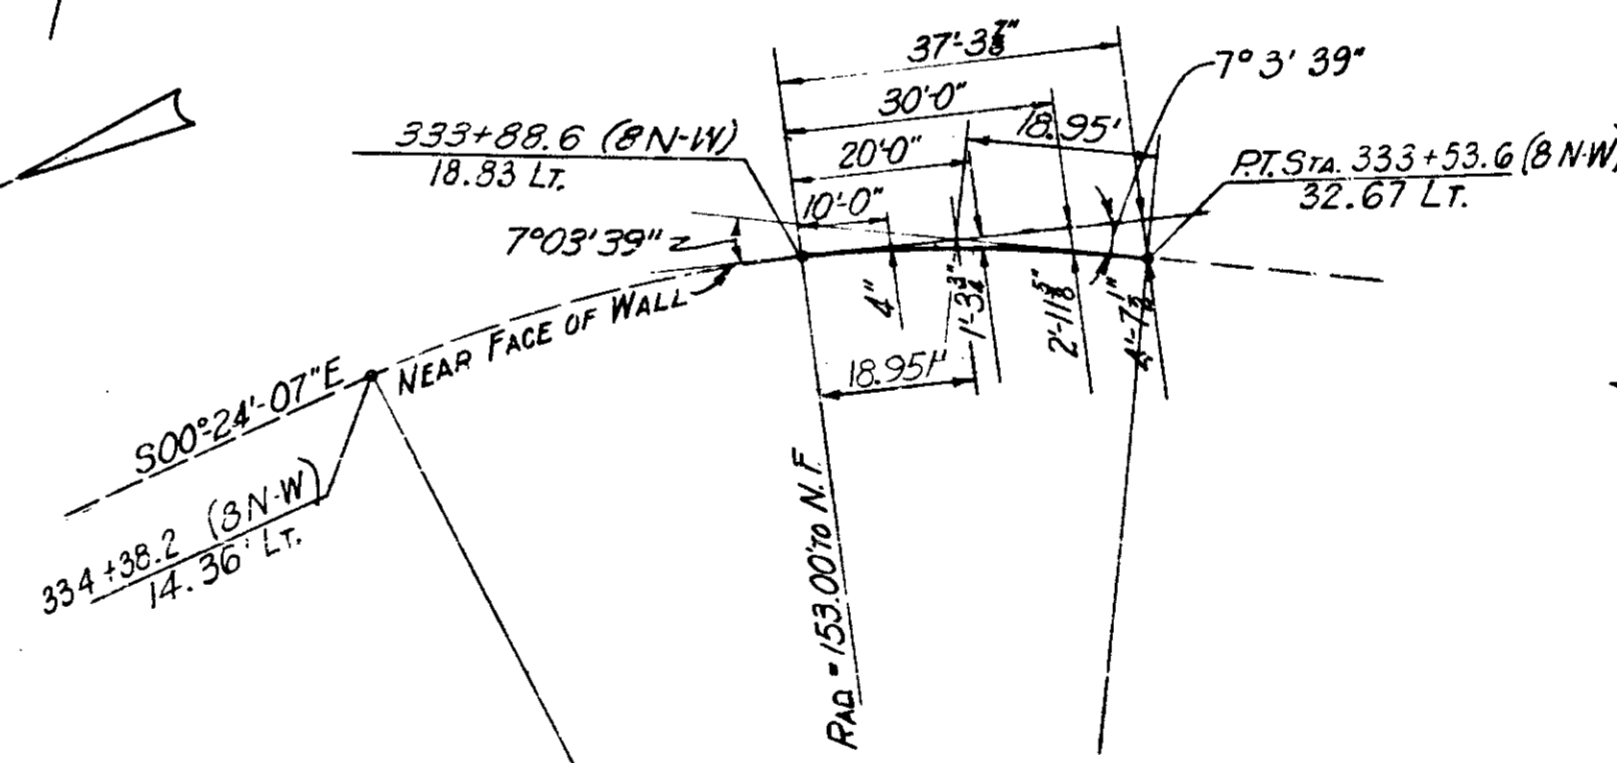 37'-3⅞"
7° 3' 39"
30'-0"
333+88.6 (8N-W)
18.83 LT.
20'-0"
18.95'
P.T. STA. 333+53.6 (8 N-W)
32.67 LT.
10'-0"
7°03'39"
4"
1'-3¾"
2'-11⅝"
4'-7
NEAR FACE OF WALL
18.95'
S00°-24'-07"E
334+38.2 (8N-W)
14.36' LT.
RAD = 153.00' TO N. F.